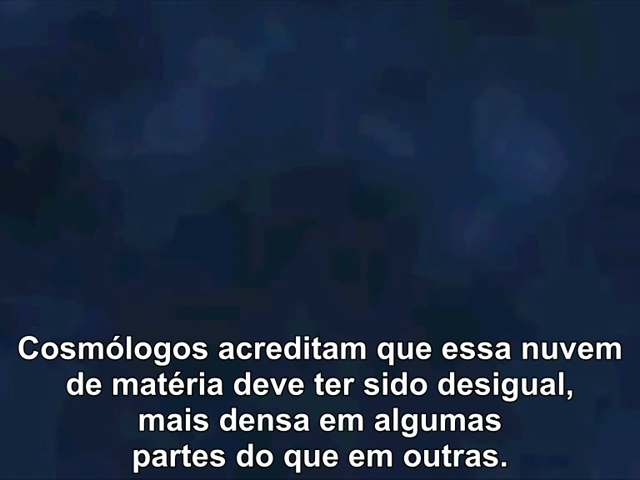 Cosmólogos acreditam que essa nuvem
de matéria deve ter sido desigual,
mais densa em algumas
partes do que em outras.